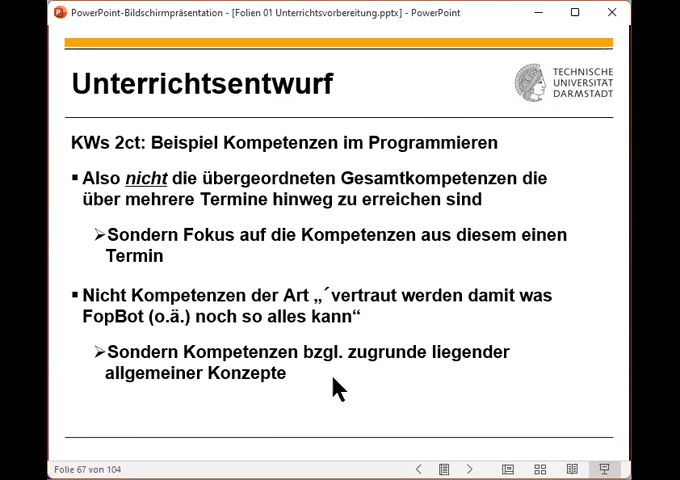 PowerPoint-Bildschirmpräsentation - [Folien 01 Unterrichtsvorbereitung.pptx] - PowerPoint
Unterrichtsentwurf
TECHNISCHE
UNIVERSITÄT
DARMSTADT
KWs 2ct: Beispiel Kompetenzen im Programmieren
▪ Also nicht die übergeordneten Gesamtkompetenzen die
über mehrere Termine hinweg zu erreichen sind
➢Sondern Fokus auf die Kompetenzen aus diesem einen
Termin
▪ Nicht Kompetenzen der Art „´vertraut werden damit was
FopBot (o.ä.) noch so alles kann“
➢Sondern Kompetenzen bzgl. zugrunde liegender
allgemeiner Konzepte
Folie 67 von 104